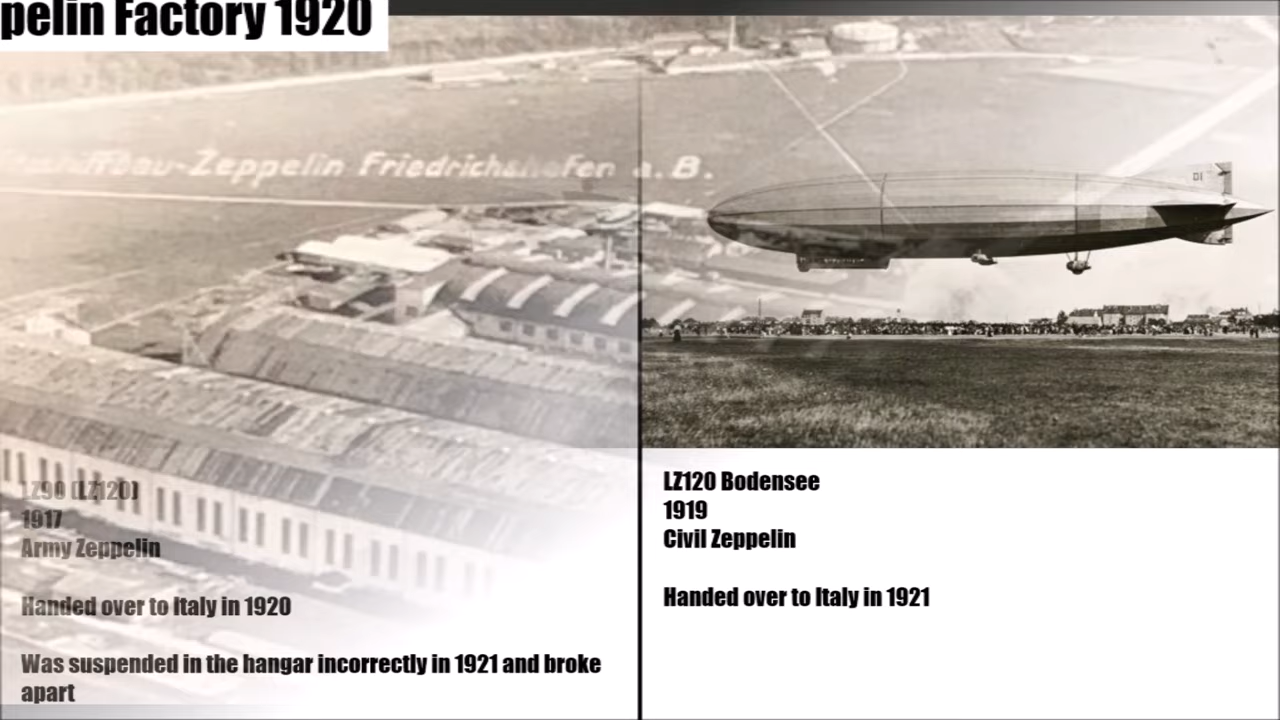 pelin Factory 1920
bau-Zeppelin Friedrichshafen a. B.
DI
LZ90 (LZ120)
1917
Army Zeppelin
Handed over to Italy in 1920
Was suspended in the hangar incorrectly in 1921 and broke
apart
LZ120 Bodensee
1919
Civil Zeppelin
Handed over to Italy in 1921